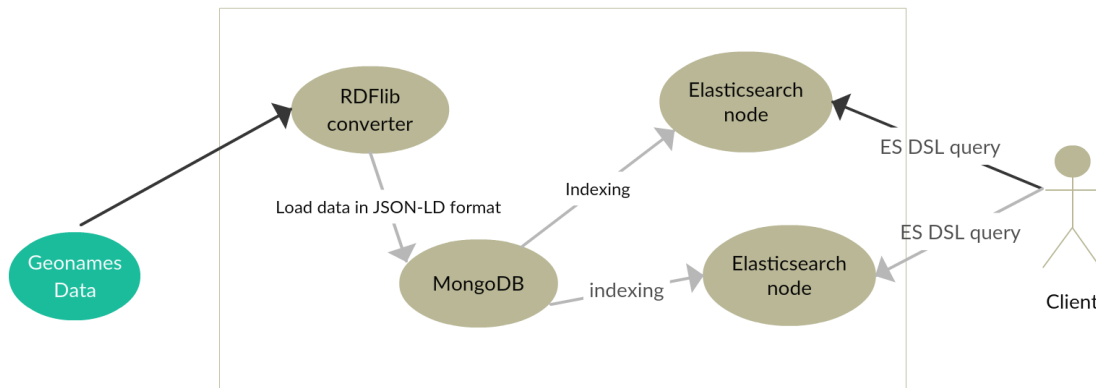 RDFlib
converter
Elasticsearch
node
ES DSL query
Indexing
Load data in JSON-LD format
ES DSL query
Geonames
Data
MongoDB
indexing
Elasticsearch
node
Client